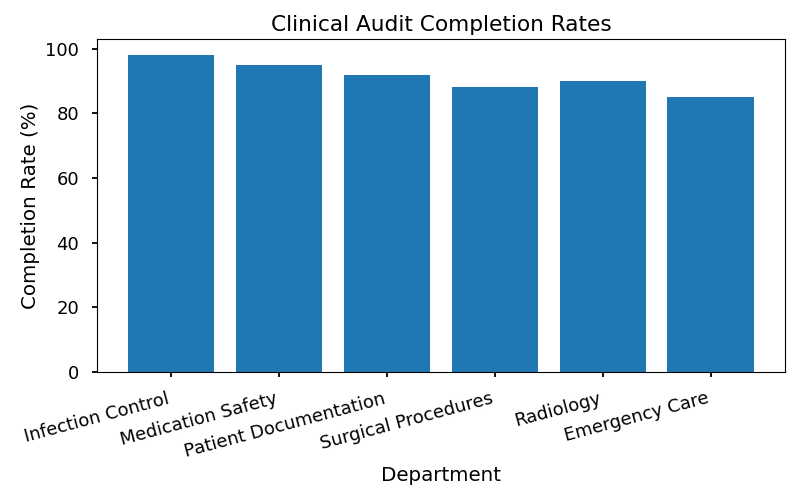 Clinical Audit Completion Rates
Completion Rate (%)
100
80
60
40
20
0
Infection Control
Medication Safety
Patient Documentation
Surgical Procedures
Radiology
Emergency Care
Department